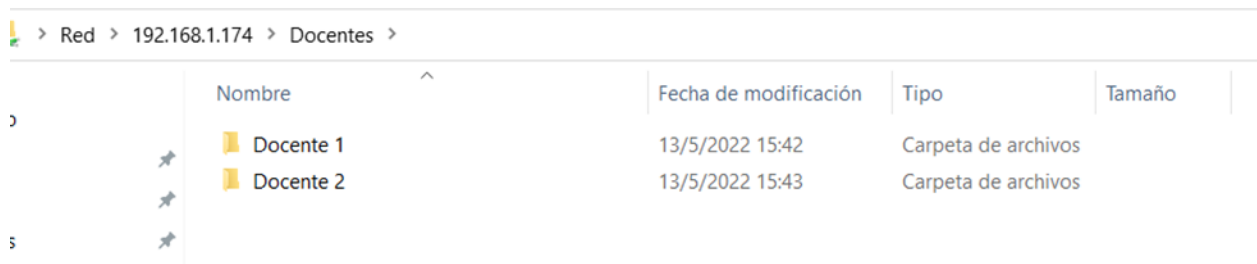 > Red > 192.168.1.174 > Docentes >
Nombre Fecha de modificación Tipo Tamaño
Docente 1 13/5/2022 15:42 Carpeta de archivos
Docente 2 13/5/2022 15:43 Carpeta de archivos